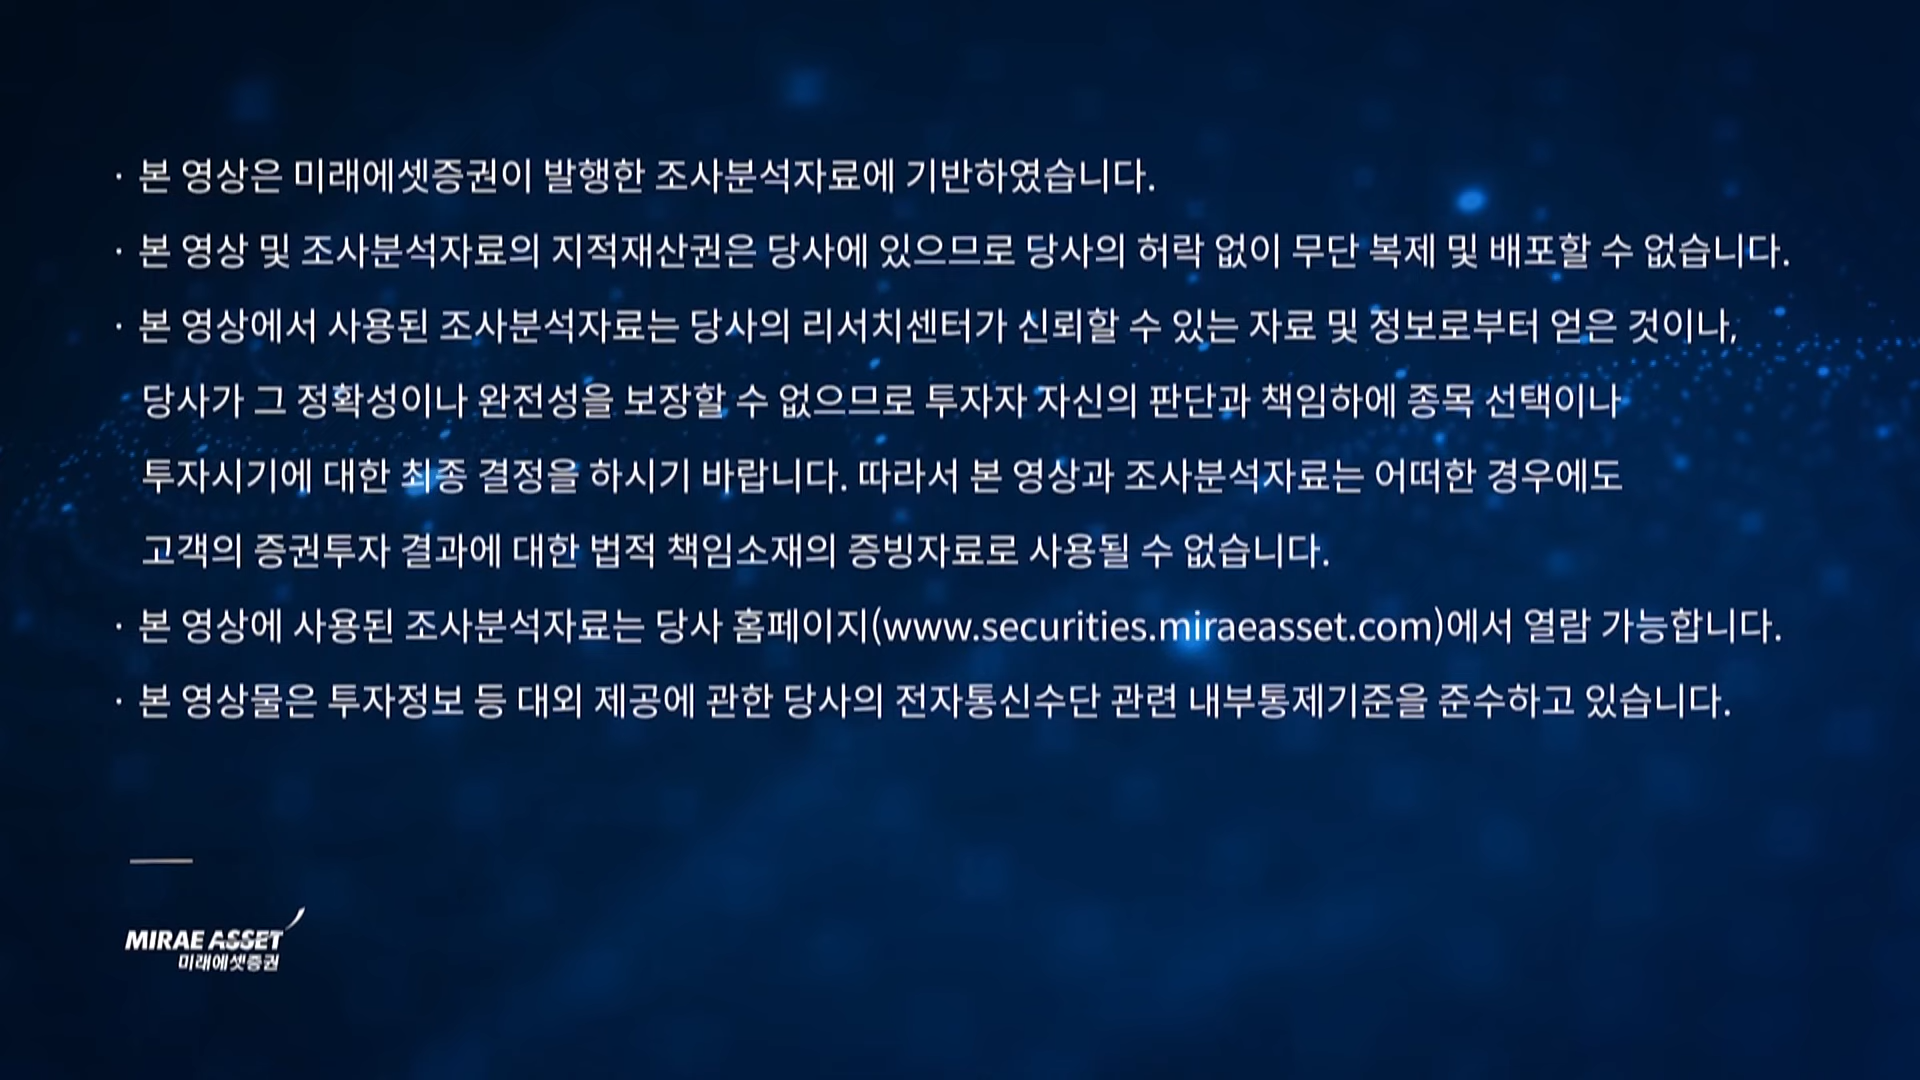 · 본 영상은 미래에셋증권이 발행한 조사분석자료에 기반하였습니다.
· 본 영상 및 조사분석자료의 지적재산권은 당사에 있으므로 당사의 허락 없이 무단 복제 및 배포할 수 없습니다.
· 본 영상에서 사용된 조사분석자료는 당사의 리서치센터가 신뢰할 수 있는 자료 및 정보로부터 얻은 것이나,
당사가 그 정확성이나 완전성을 보장할 수 없으므로 투자자 자신의 판단과 책임하에 종목 선택이나
투자시기에 대한 최종 결정을 하시기 바랍니다. 따라서 본 영상과 조사분석자료는 어떠한 경우에도
고객의 증권투자 결과에 대한 법적 책임소재의 증빙자료로 사용될 수 없습니다.
· 본 영상에 사용된 조사분석자료는 당사 홈페이지(www.securities.miraeasset.com)에서 열람 가능합니다.
· 본 영상물은 투자정보 등 대외 제공에 관한 당사의 전자통신수단 관련 내부통제기준을 준수하고 있습니다.
MIRAE ASSET
미래에셋증권